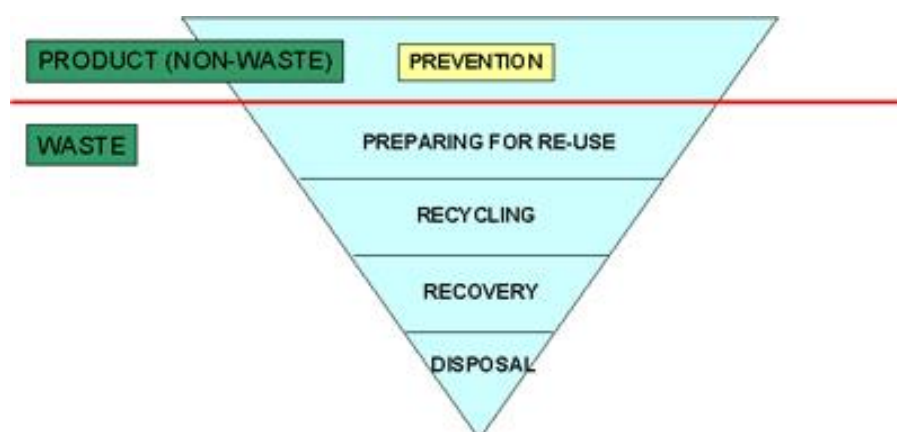 PRODUCT (NON-WASTE)
PREVENTION
WASTE
PREPARING FOR RE-USE
RECYCLING
RECOVERY
DISPOSAL